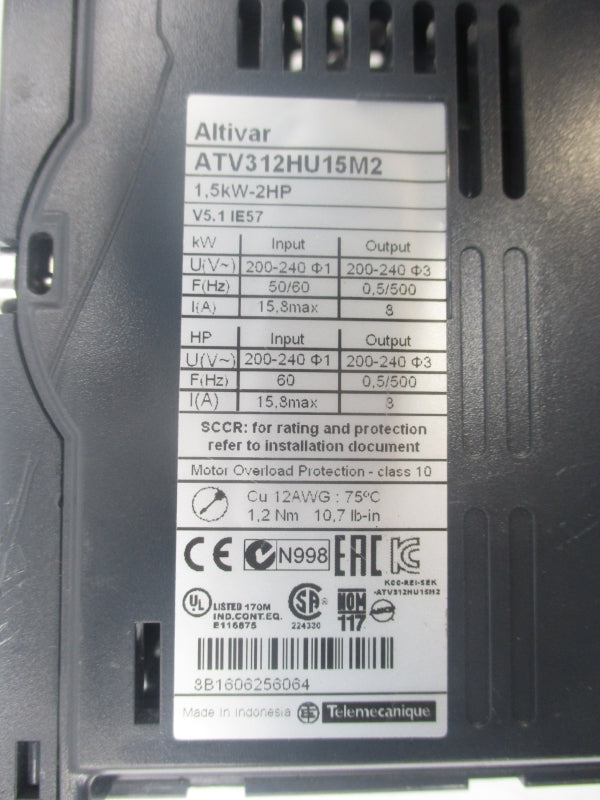 Altivar
ATV312HU15M2
1,5kW-2HP
V5.1 IE57
kW Input Output
U(V~) 200-240 Φ1 200-240 Φ3
F(Hz) 50/60 0,5/500
I(A) 15,8max 8
HP Input Output
U(V~) 200-240 Φ1 200-240 Φ3
F(Hz) 60 0,5/500
I(A) 15,8max 8
SCCR: for rating and protection
refer to installation document
Motor Overload Protection - class 10
Cu 12AWG : 75ºC
1,2 Nm 10,7 lb-in
CE N998 EAC
KCC-REI-SEK
-ATV312HU15M2
UL LISTED 170M
IND.CONT.EQ.
E116875
SA ®
224330
NOM
117
8B1606256064
Made in Indonesia Telemecanique